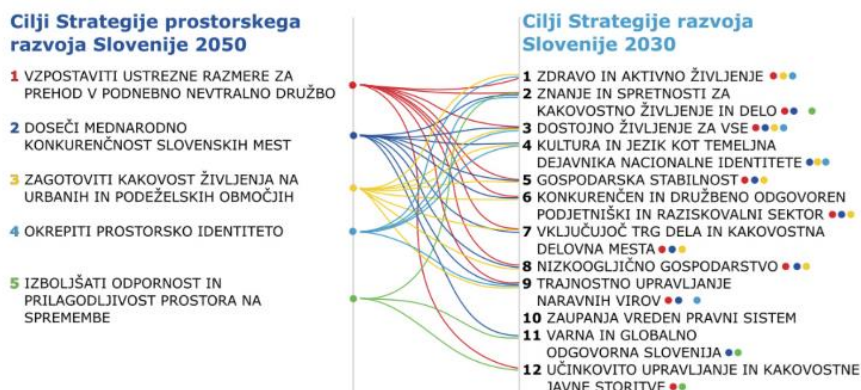 Cilji Strategije prostorskega
razvoja Slovenije 2050
1 VZPOSTAVITI USTREZNE RAZMERE ZA
PREHOD V PODNEBNO NEVTRALNO DRUŽBO
2 DOSEČI MEDNARODNO
KONKURENČNOST SLOVENSKIH MEST
3 ZAGOTOVITI KAKOVOST ŽIVLJENJA NA
URBANIH IN PODEŽELSKIH OBMOČJIH
4 OKREPITI PROSTORSKO IDENTITETO
5 IZBOLJŠATI ODPORNOST IN
PRILAGODLJIVOST PROSTORA NA
SPREMEMBE
Cilji Strategije razvoja
Slovenije 2030
1 ZDRAVO IN AKTIVNO ŽIVLJENJE
2 ZNANJE IN SPRETNOSTI ZA
KAKOVOSTNO ŽIVLJENJE IN DELO
3 DOSTOJNO ŽIVLJENJE ZA VSE
4 KULTURA IN JEZIK KOT TEMELJNA
DEJAVNIKA NACIONALNE IDENTITETE
5 GOSPODARSKA STABILNOST
6 KONKURENČEN IN DRUŽBENO ODGOVOREN
PODJETNIŠKI IN RAZISKOVALNI SEKTOR
7 VKLJUČUJOČ TRG DELA IN KAKOVOSTNA
DELOVNA MESTA
8 NIZKOOGLJIČNO GOSPODARSTVO
9 TRAJNOSTNO UPRAVLJANJE
NARAVNIH VIROV
10 ZAUPANJA VREDEN PRAVNI SISTEM
11 VARNA IN GLOBALNO
ODGOVORNA SLOVENIJA
12 UČINKOVITO UPRAVLJANJE IN KAKOVOSTNE
JAVNE STORITVE